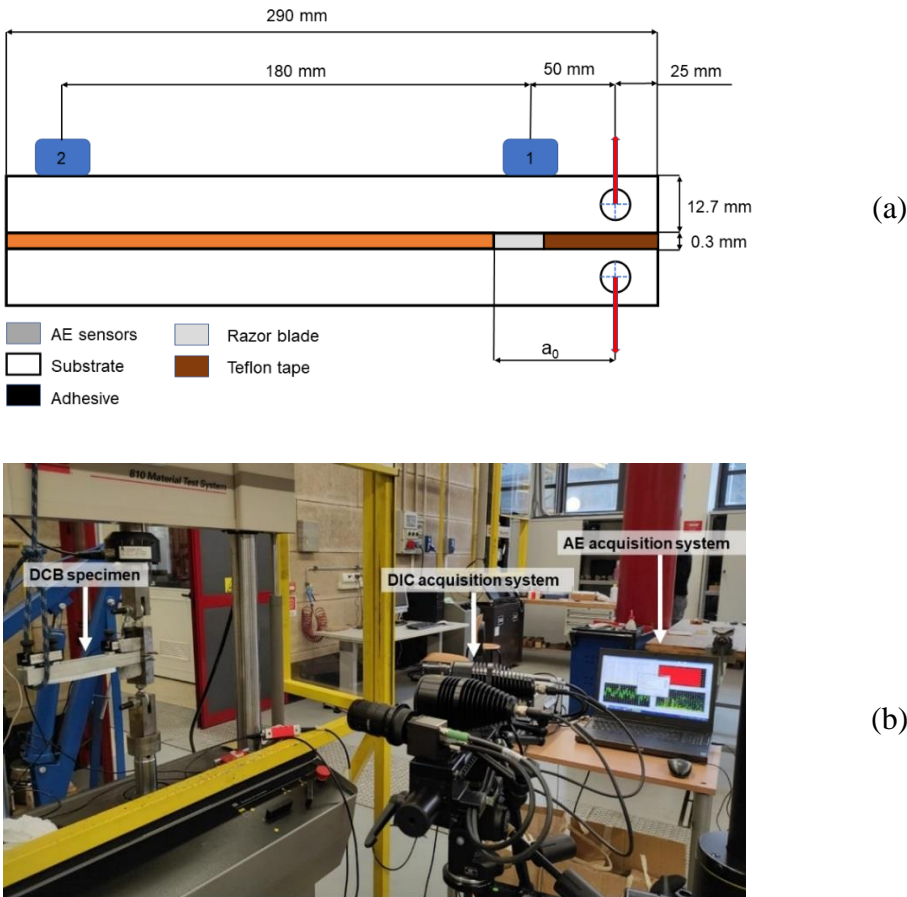 290 mm
180 mm
50 mm
25 mm
2
1
12.7 mm
(a)
0.3 mm
a₀
AE sensors
Razor blade
Substrate
Teflon tape
Adhesive
810 Material Test System
AE acquisition system
DCB specimen
DIC acquisition system
(b)